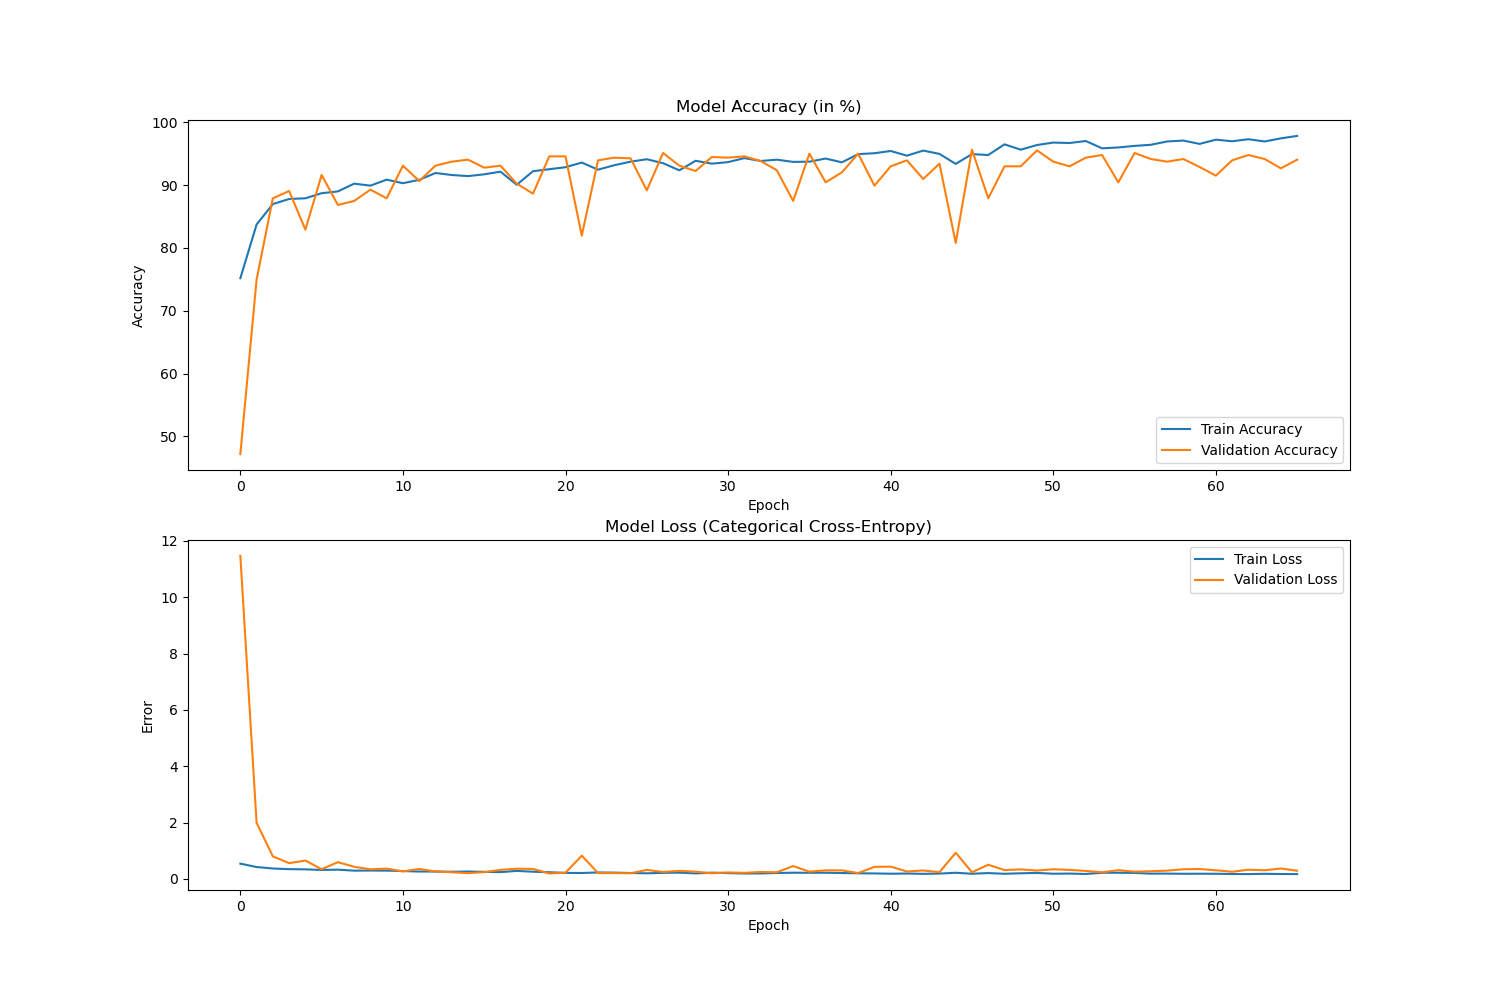 Model Accuracy (in %)
100
90
80
70
60
50
Accuracy
Train Accuracy
Validation Accuracy
0 10 20 30 40 50 60
Epoch
Model Loss (Categorical Cross-Entropy)
12
10
8
6
4
2
0
Error
Train Loss
Validation Loss
0 10 20 30 40 50 60
Epoch